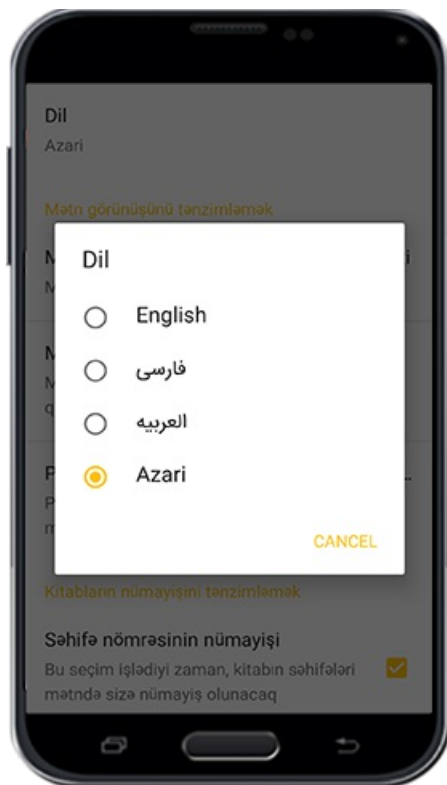 Dil
Azari
Mətn görünüşünü tənzimləmək
Dil
English
فارسی
العربیه
Azari
CANCEL
Kitabların nümayişini tənzimləmək
Səhifə nömrəsinin nümayişi
Bu seçim işlədiyi zaman, kitabın səhifələri
mətndə sizə nümayiş olunacaq